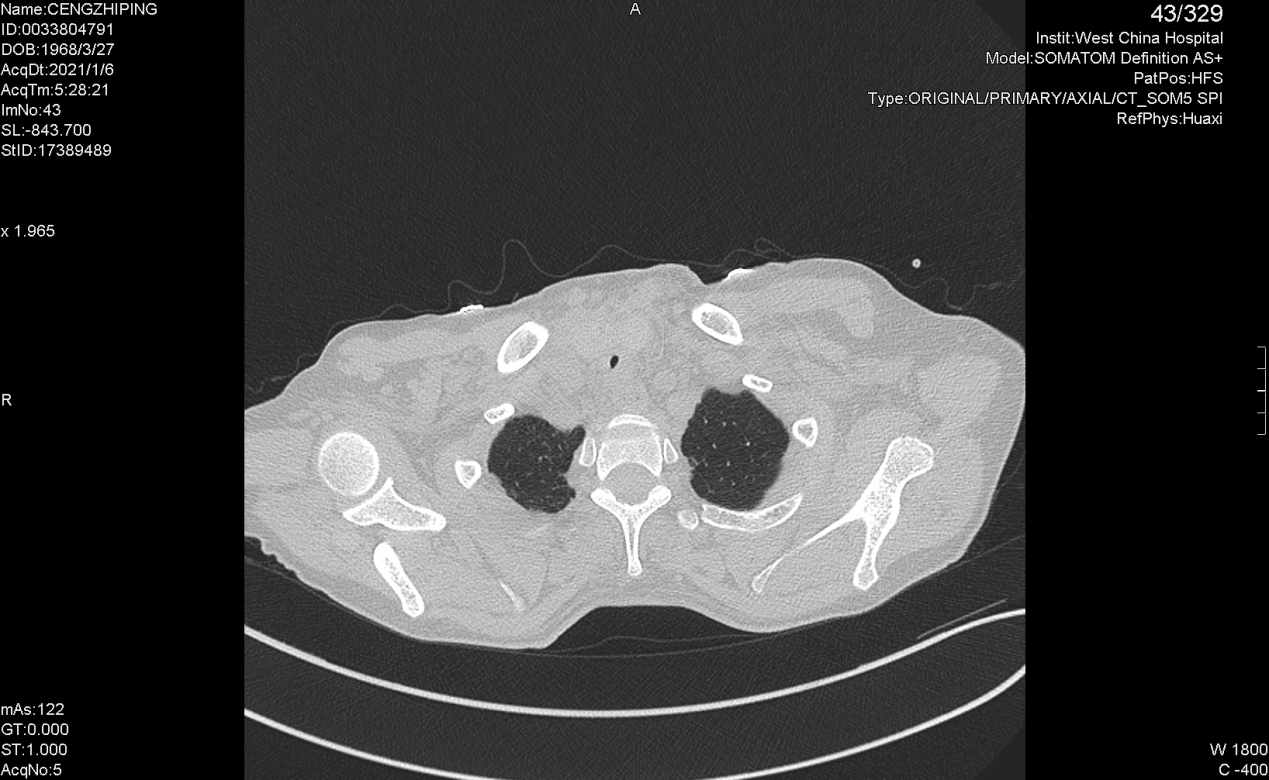 Name:CENGZHIPING
ID:0033804791
DOB:1968/3/27
AcqDt:2021/1/6
AcqTm:5:28:21
ImNo:43
SL:-843.700
StID:17389489
x 1.965
A
43/329
Instit:West China Hospital
Model:SOMATOM Definition AS+
PatPos:HFS
Type:ORIGINAL/PRIMARY/AXIAL/CT_SOM5 SPI
RefPhys:Huaxi
R
mAs:122
GT:0.000
ST:1.000
AcqNo:5
W 1800
C -400